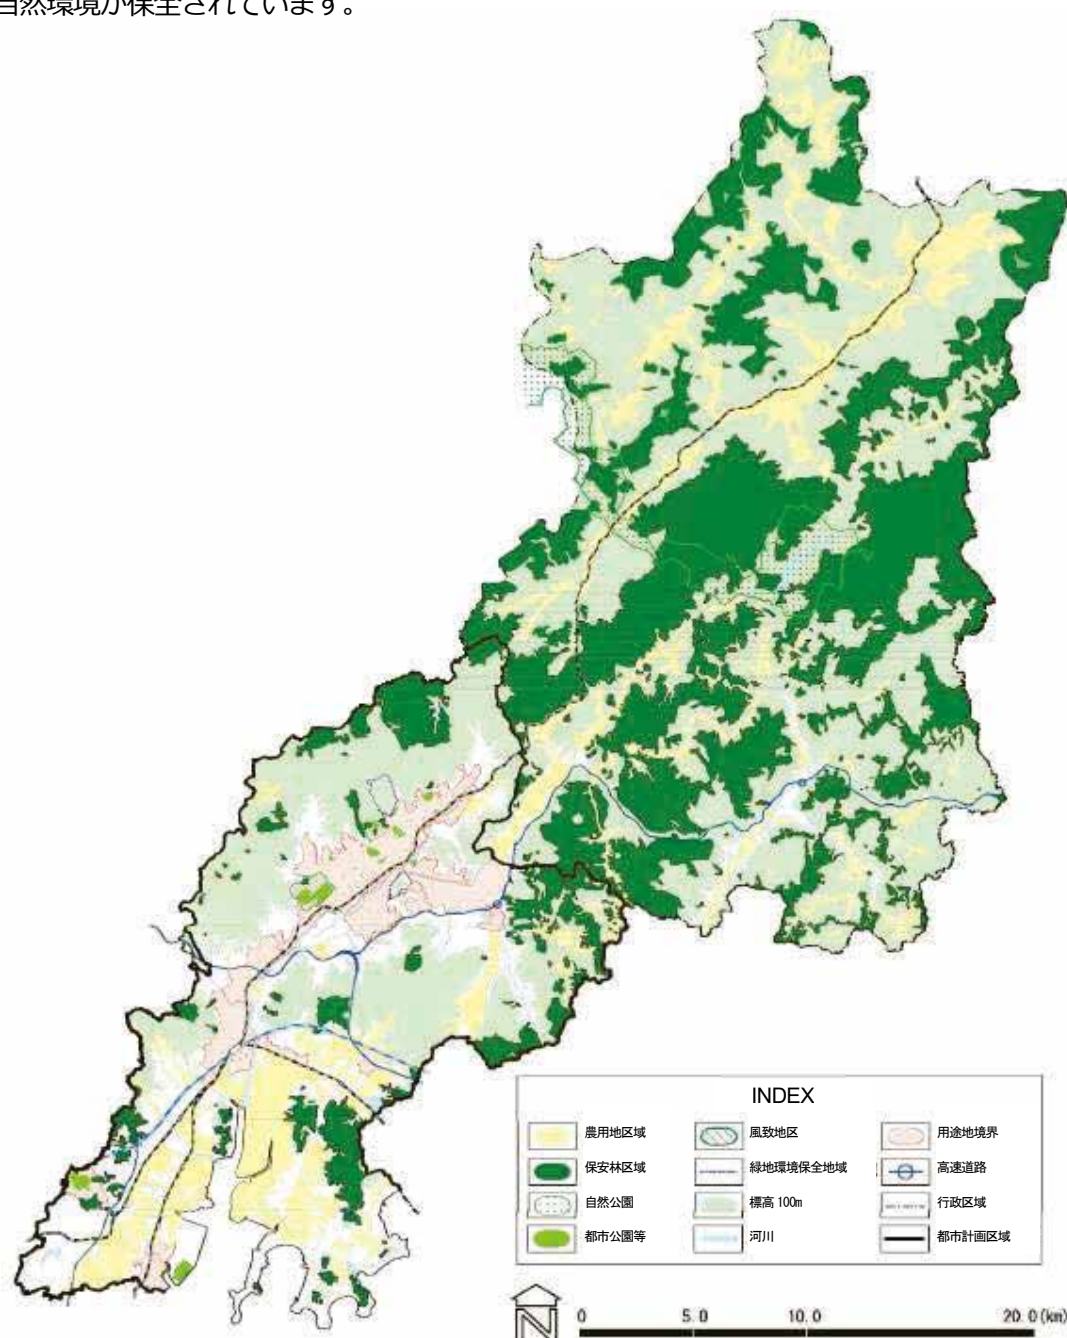 自然環境が保全されています。
INDEX
農用地区域
風致地区
用途地境界
保安林区域
緑地環境保全地域
高速道路
自然公園
標高 100m
行政区域
都市公園等
河川
都市計画区域
N
0 5.0 10.0 20.0 (km)